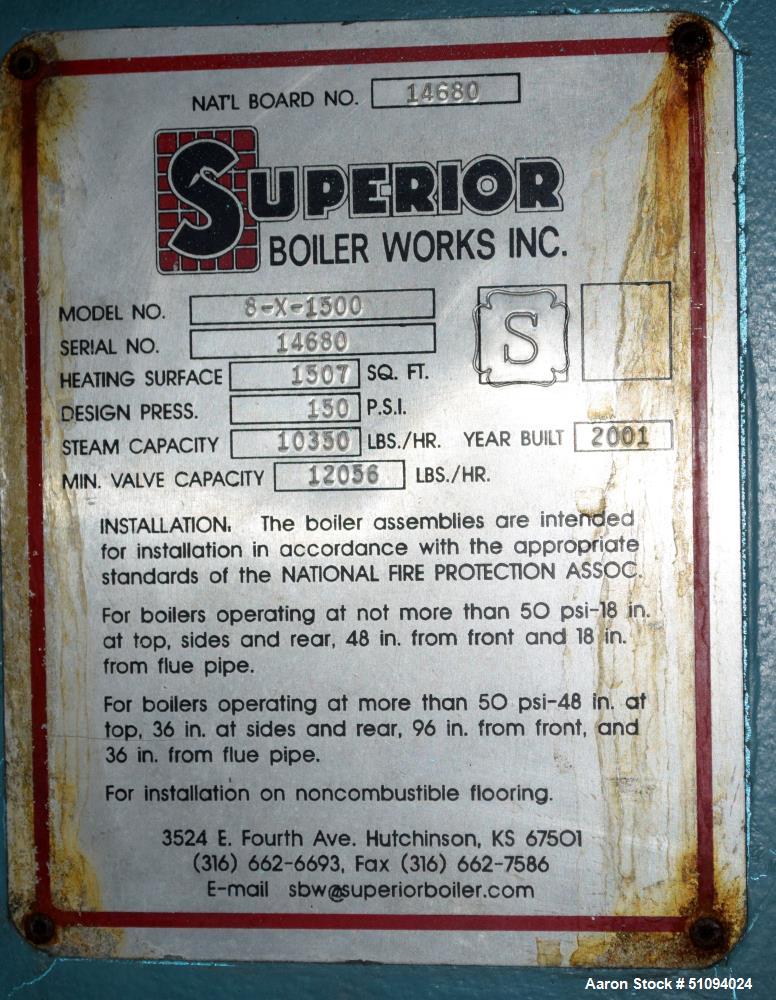 NAT'L BOARD NO. 14680
SUPERIOR
BOILER WORKS INC.
MODEL NO. 8-X-1500
SERIAL NO. 14680
S
HEATING SURFACE 1507 SQ. FT.
DESIGN PRESS. 150 P.S.I.
STEAM CAPACITY 10350 LBS./HR. YEAR BUILT 2001
MIN. VALVE CAPACITY 12056 LBS./HR.
INSTALLATION. The boiler assemblies are intended
for installation in accordance with the appropriate
standards of the NATIONAL FIRE PROTECTION ASSOC.
For boilers operating at not more than 50 psi-18 in.
at top, sides and rear, 48 in. from front and 18 in.
from flue pipe.
For boilers operating at more than 50 psi-48 in. at
top, 36 in. at sides and rear, 96 in. from front, and
36 in. from flue pipe.
For installation on noncombustible flooring.
3524 E. Fourth Ave. Hutchinson, KS 67501
(316) 662-6693, Fax (316) 662-7586
E-mail sbw@superiorboiler.com
Aaron Stock # 51094024